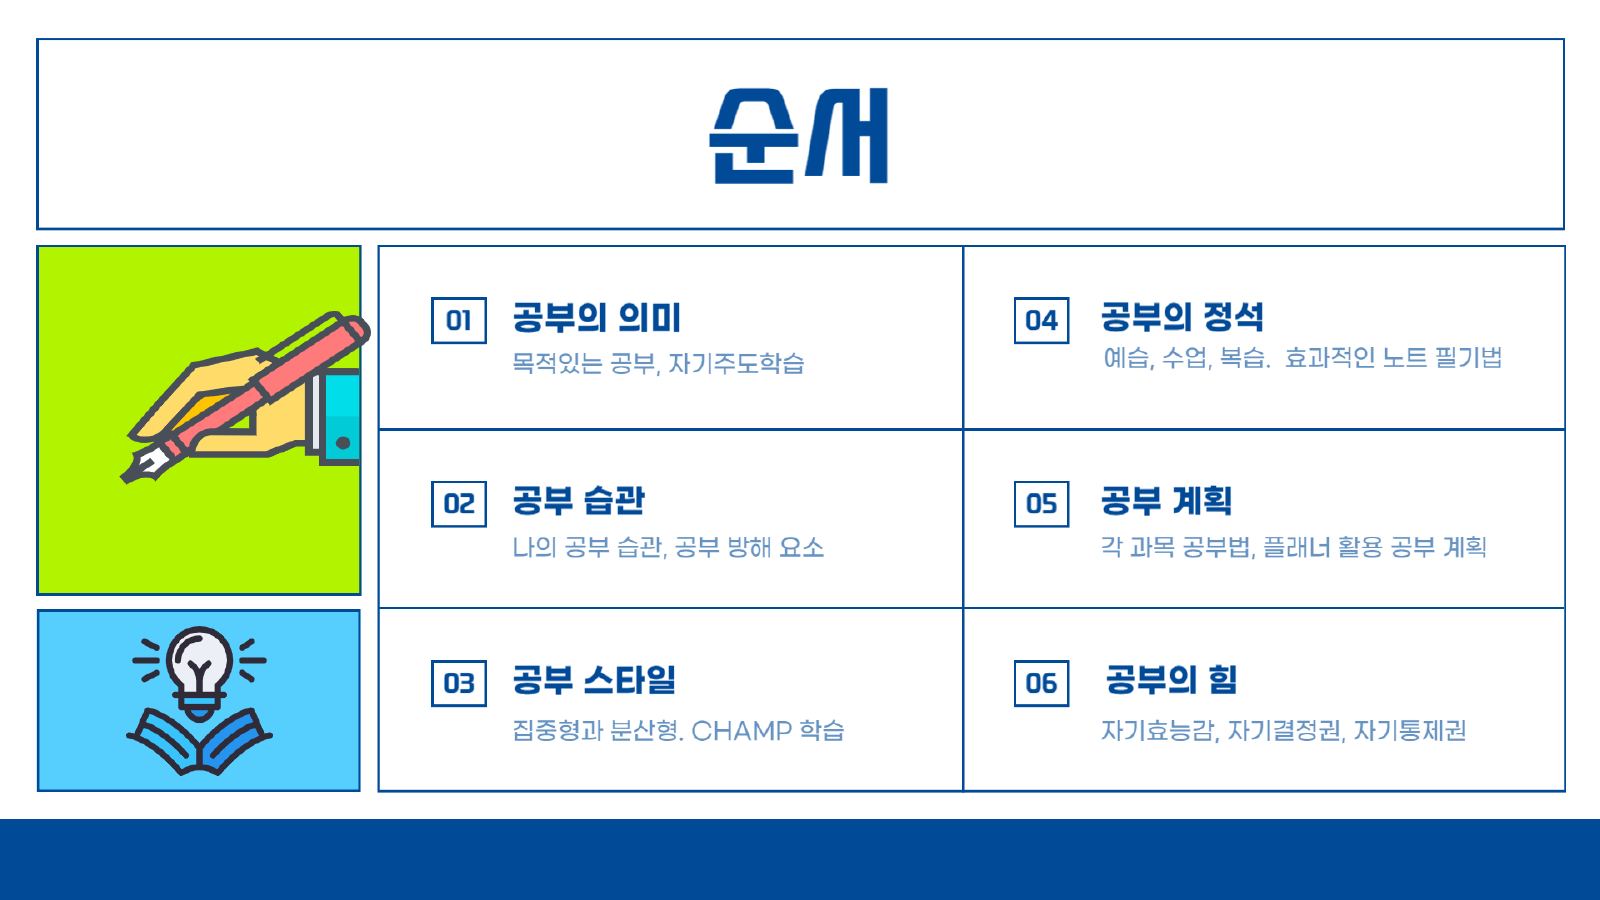 순새
01
공부의 의미
목적있는 공부, 자기주도학습
02
공부 습관
나의 공부 습관, 공부 방해 요소
03
공부 스타일
집중형과 분산형. CHAMP 학습
04
공부의 정석
예습, 수업, 복습. 효과적인 노트 필기법
05
공부 계획
각 과목 공부법, 플래너 활용 공부 계획
06
공부의 힘
자기효능감, 자기결정권, 자기통제권